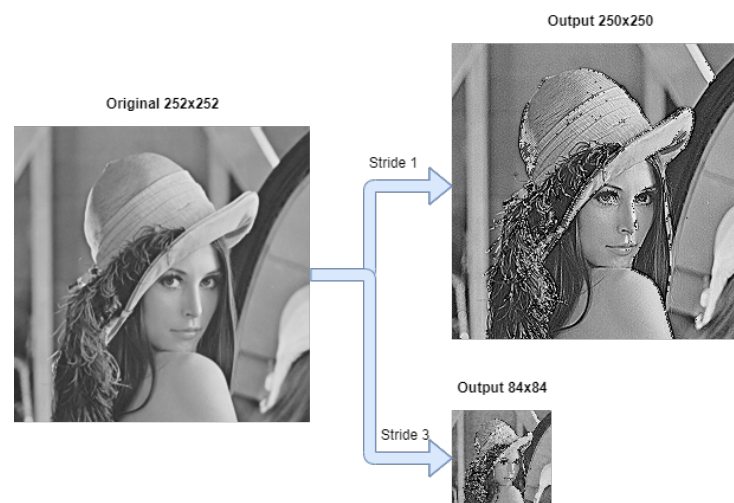 Output 250x250
Original 252x252
Stride 1
Output 84x84
Stride 3